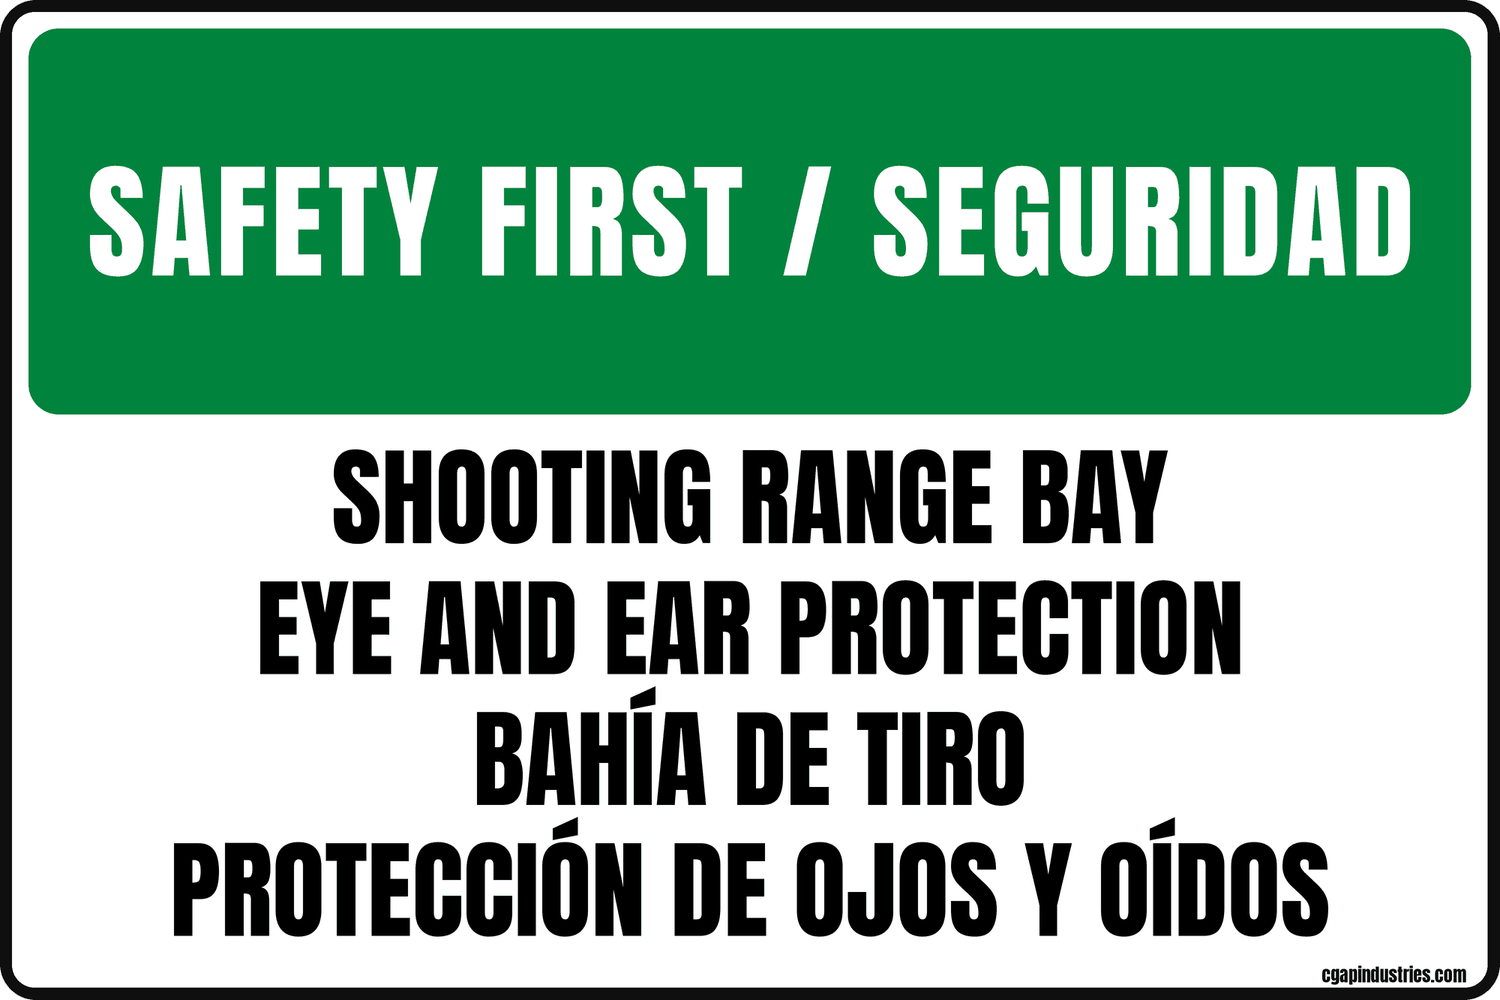 SAFETY FIRST / SEGURIDAD
SHOOTING RANGE BAY
EYE AND EAR PROTECTION
BAHÍA DE TIRO
PROTECCIÓN DE OJOS Y OÍDOS
cgapindustries.com